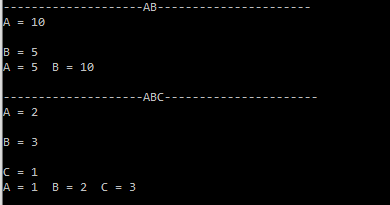 --------------------AB----------------------
A = 10
B = 5
A = 5  B = 10
--------------------ABC----------------------
A = 2
B = 3
C = 1
A = 1  B = 2  C = 3